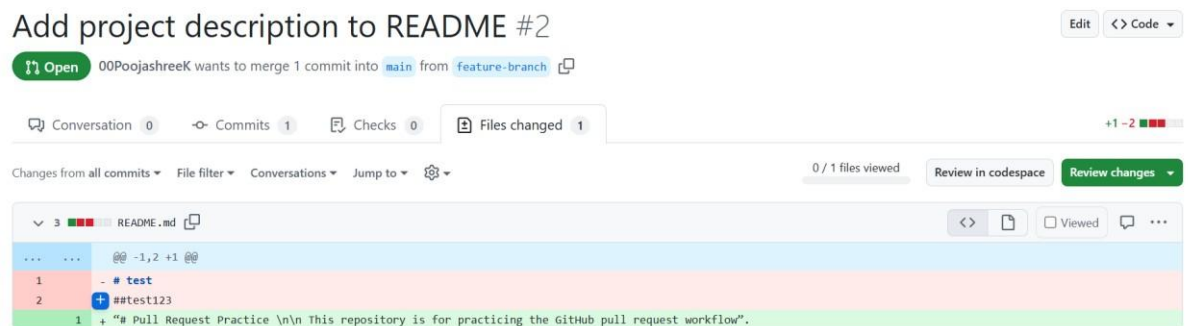 Add project description to README #2
Edit
<> Code
Open
00PoojashreeK wants to merge 1 commit into main from feature-branch
Conversation 0
Commits 1
Checks 0
Files changed 1
+1 −2
Changes from all commits
File filter
Conversations
Jump to
0 / 1 files viewed
Review in codespace
Review changes
3
README.md
Viewed
... ... @@ -1,2 +1 @@
1 - # test
2 ##test123
1 + “# Pull Request Practice \n\n This repository is for practicing the GitHub pull request workflow”.